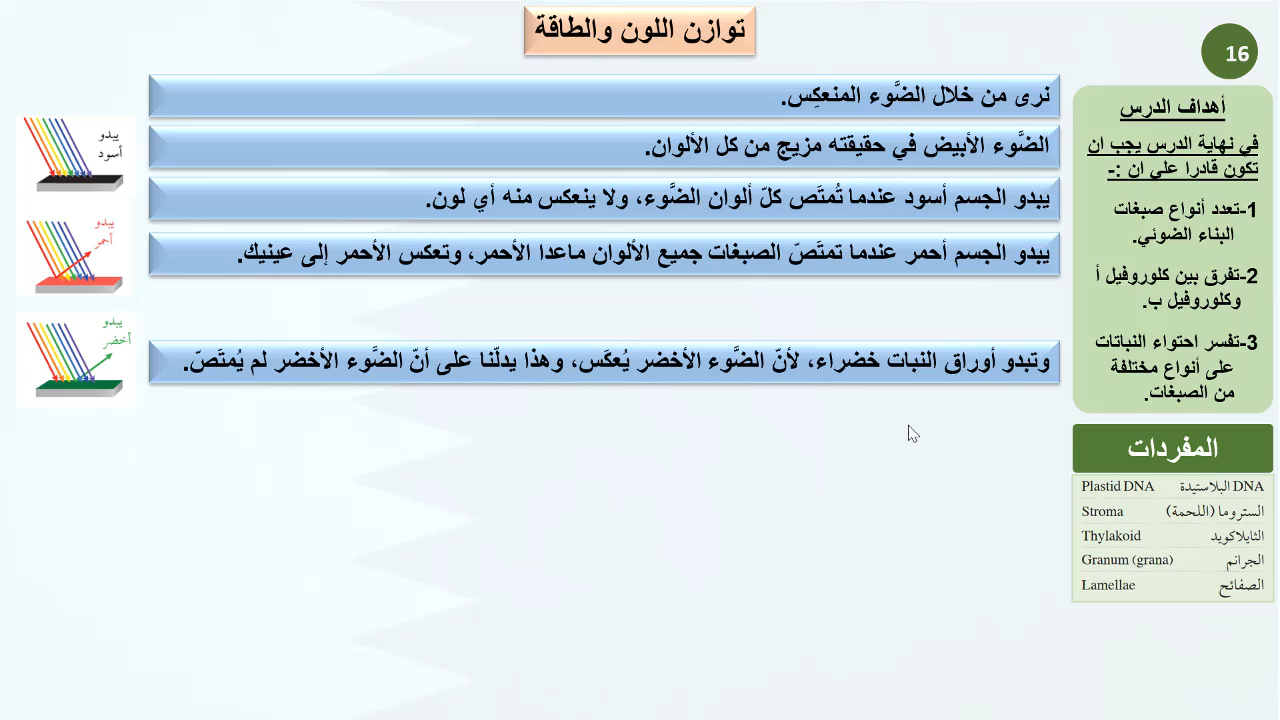 توازن اللون والطاقة
16
نرى من خلال الضَّوء المنعكِس.
الضَّوء الأبيض في حقيقته مزيج من كل الألوان.
يبدو الجسم أسود عندما تُمتَص كلّ ألوان الضَّوء، ولا ينعكس منه أي لون.
يبدو الجسم أحمر عندما تمتَصّ الصبغات جميع الألوان ماعدا الأحمر، وتعكس الأحمر إلى عينيك.
وتبدو أوراق النبات خضراء، لأنّ الضَّوء الأخضر يُعكَس، وهذا يدلّنا على أنّ الضَّوء الأخضر لم يُمتَصّ.
يبدو
أسود
يبدو
أحمر
يبدو
أخضر
أهداف الدرس
في نهاية الدرس يجب ان
تكون قادرا على ان :-
1-تعدد أنواع صبغات
البناء الضوئي.
2-تفرق بين كلوروفيل أ
وكلوروفيل ب.
3-تفسر احتواء النباتات
على أنواع مختلفة
من الصبغات.
المفردات
DNA البلاستيدة Plastid DNA
الستروما (اللحمة) Stroma
الثايلاكويد Thylakoid
الجرانم Granum (grana)
الصفائح Lamellae